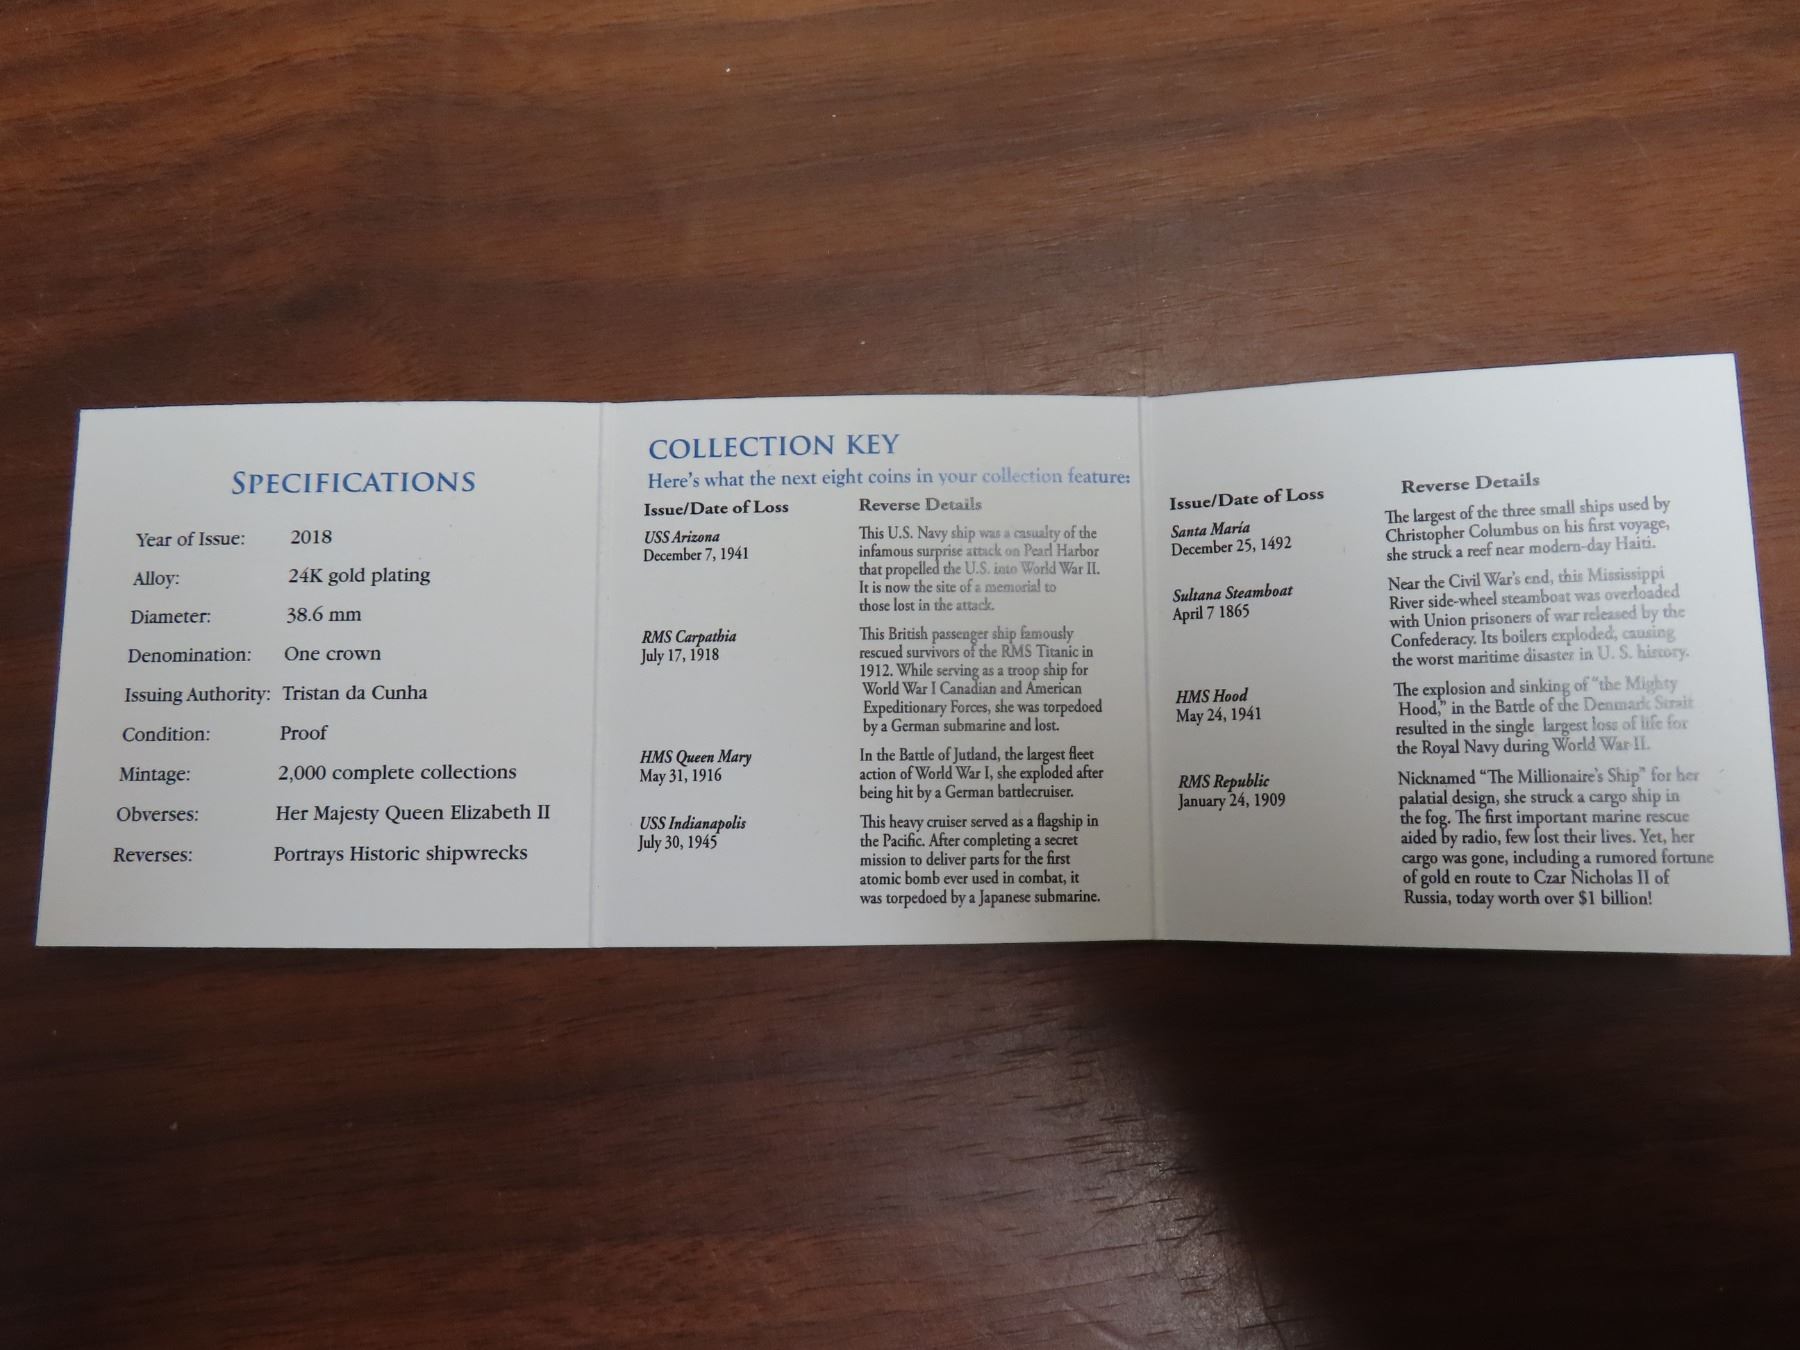 SPECIFICATIONS
Year of Issue: 2018
Alloy: 24K gold plating
Diameter: 38.6 mm
Denomination: One crown
Issuing Authority: Tristan da Cunha
Condition: Proof
Mintage: 2,000 complete collections
Obverses: Her Majesty Queen Elizabeth II
Reverses: Portrays Historic shipwrecks
COLLECTION KEY
Here's what the next eight coins in your collection feature:
Issue/Date of Loss
Reverse Details
USS Arizona
December 7, 1941
This U.S. Navy ship was a casualty of the
infamous surprise attack on Pearl Harbor
that propelled the U.S. into World War II.
It is now the site of a memorial to
those lost in the attack.
RMS Carpathia
July 17, 1918
This British passenger ship famously
rescued survivors of the RMS Titanic in
1912. While serving as a troop ship for
World War I Canadian and American
Expeditionary Forces, she was torpedoed
by a German submarine and lost.
HMS Queen Mary
May 31, 1916
In the Battle of Jutland, the largest fleet
action of World War I, she exploded after
being hit by a German battlecruiser.
USS Indianapolis
July 30, 1945
This heavy cruiser served as a flagship in
the Pacific. After completing a secret
mission to deliver parts for the first
atomic bomb ever used in combat, it
was torpedoed by a Japanese submarine.
Issue/Date of Loss
Reverse Details
Santa María
December 25, 1492
The largest of the three small ships used by
Christopher Columbus on his first voyage,
she struck a reef near modern-day Haiti.
Sultana Steamboat
April 7 1865
Near the Civil War's end, this Mississippi
River side-wheel steamboat was overloaded
with Union prisoners of war released by the
Confederacy. Its boilers exploded, causing
the worst maritime disaster in U. S. history.
HMS Hood
May 24, 1941
The explosion and sinking of "the Mighty
Hood," in the Battle of the Denmark Strait
resulted in the single largest loss of life for
the Royal Navy during World War II.
RMS Republic
January 24, 1909
Nicknamed "The Millionaire's Ship" for her
palatial design, she struck a cargo ship in
the fog. The first important marine rescue
aided by radio, few lost their lives. Yet, her
cargo was gone, including a rumored fortune
of gold en route to Czar Nicholas II of
Russia, today worth over $1 billion!